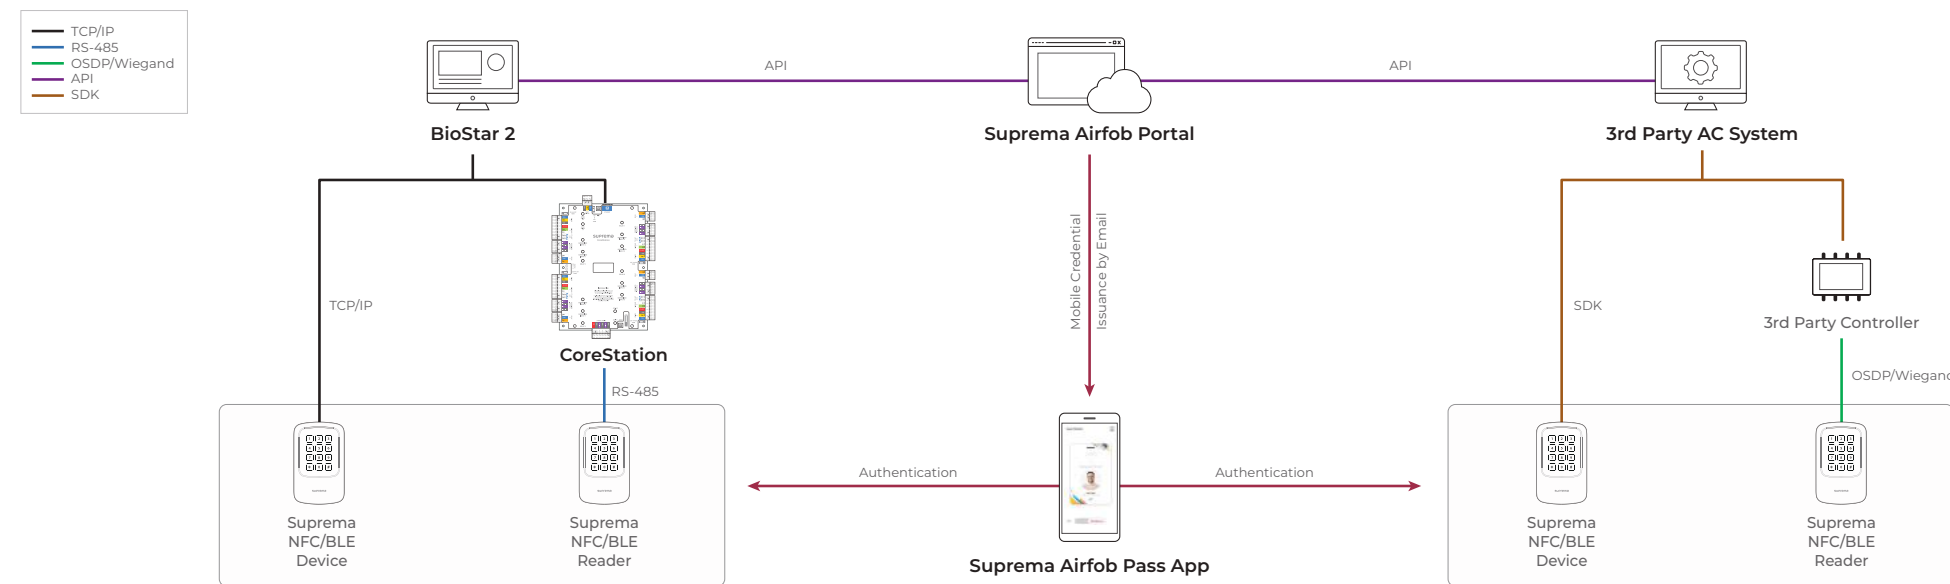 TCP/IP
RS-485
OSDP/Wiegand
API
SDK
API
API
BioStar 2
Suprema Airfob Portal
3rd Party AC System
Mobile Credential
Issuance by Email
suprema
TCP/IP
SDK
3rd Party Controller
CoreStation
RS-485
OSDP/Wiegand
Authentication
Authentication
Suprema
NFC/BLE
Device
Suprema
NFC/BLE
Reader
Suprema Airfob Pass App
Suprema
NFC/BLE
Device
Suprema
NFC/BLE
Reader